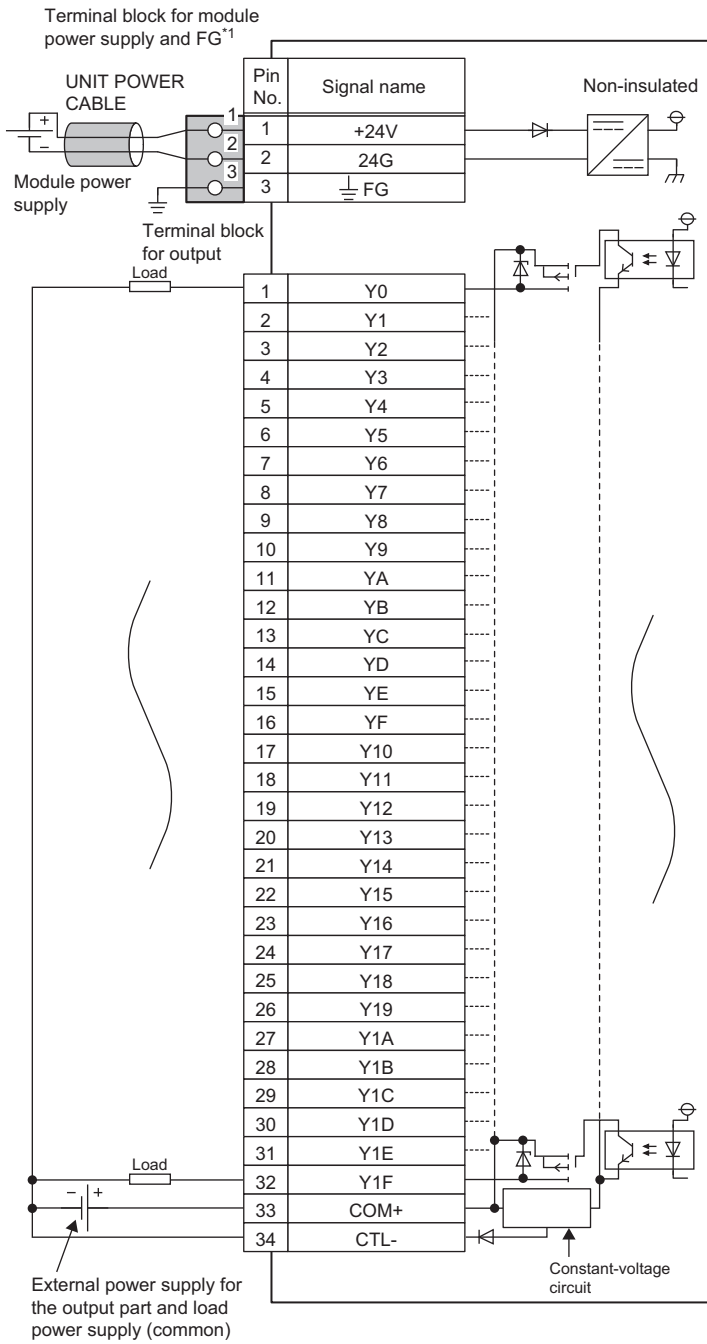 Terminal block for module
power supply and FG*1
UNIT POWER
CABLE
+
−
Module power
supply
1
2
3
Pin
No.
Signal name
1 +24V
2 24G
3 FG
Non-insulated
Terminal block
for output
Load
1 Y0
2 Y1
3 Y2
4 Y3
5 Y4
6 Y5
7 Y6
8 Y7
9 Y8
10 Y9
11 YA
12 YB
13 YC
14 YD
15 YE
16 YF
17 Y10
18 Y11
19 Y12
20 Y13
21 Y14
22 Y15
23 Y16
24 Y17
25 Y18
26 Y19
27 Y1A
28 Y1B
29 Y1C
30 Y1D
31 Y1E
Load
32 Y1F
− +
33 COM+
34 CTL-
Constant-voltage
circuit
External power supply for
the output part and load
power supply (common)